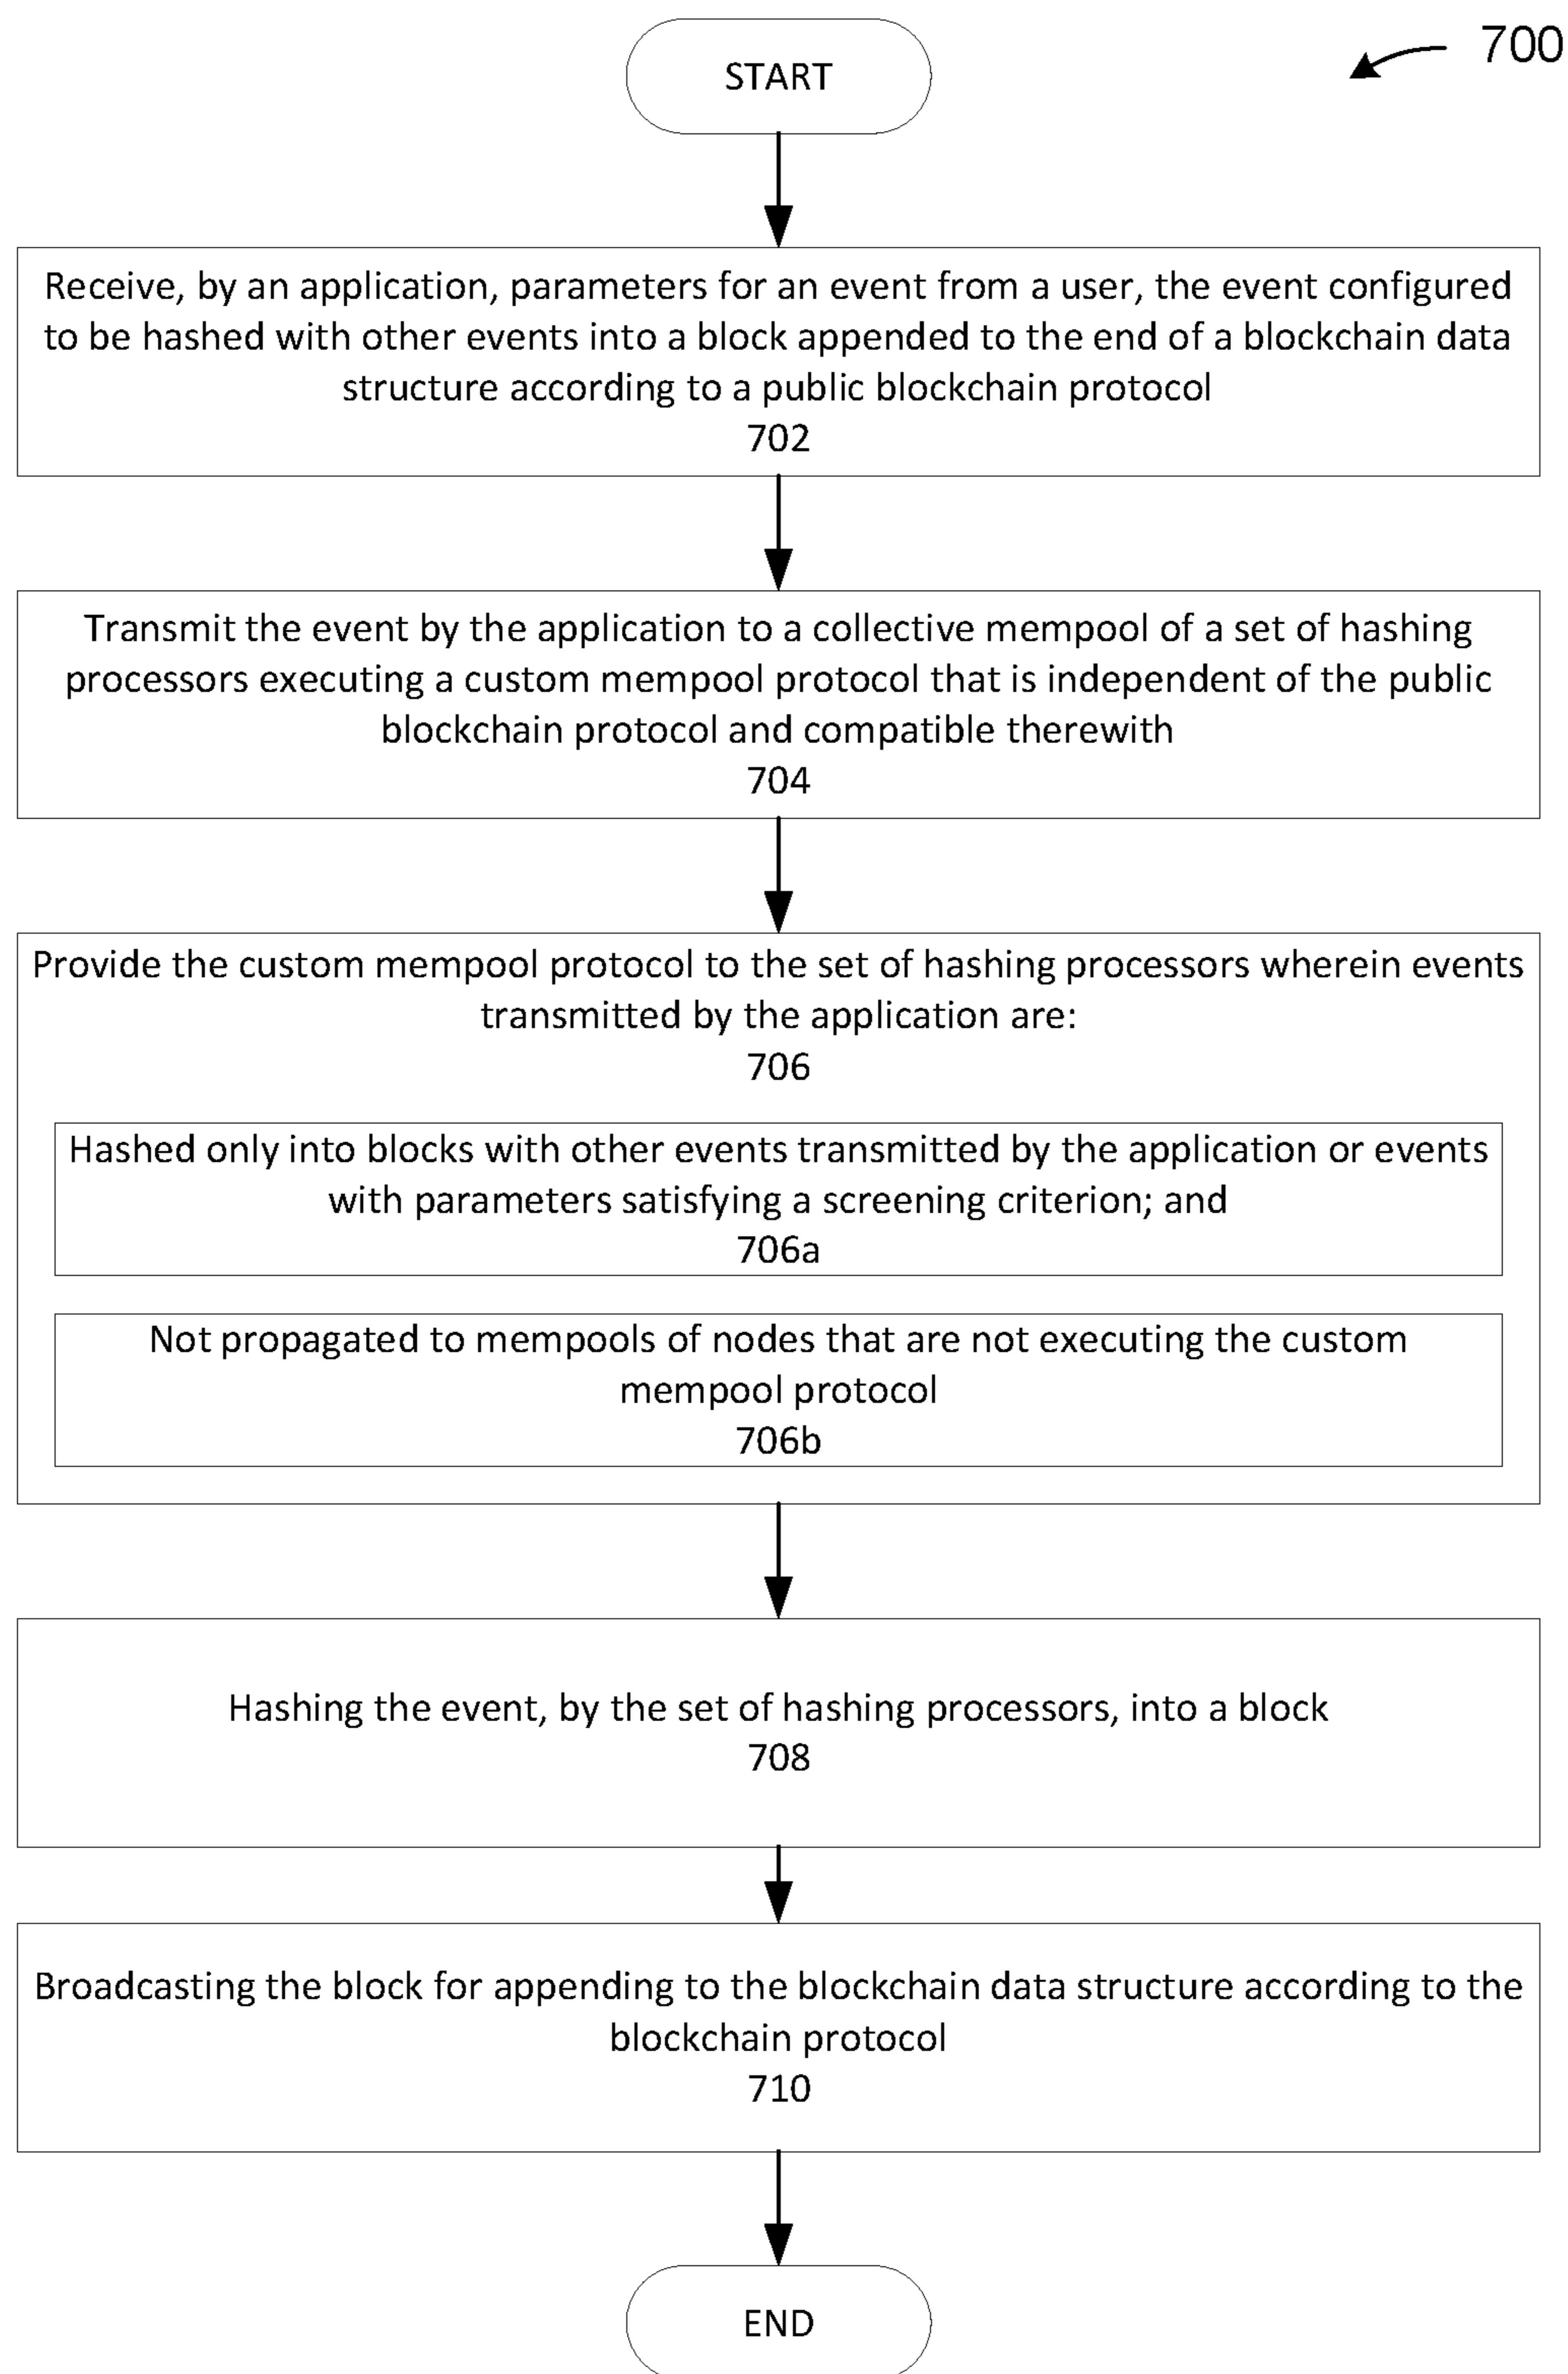 START
700
Receive, by an application, parameters for an event from a user, the event configured
to be hashed with other events into a block appended to the end of a blockchain data
structure according to a public blockchain protocol
702
Transmit the event by the application to a collective mempool of a set of hashing
processors executing a custom mempool protocol that is independent of the public
blockchain protocol and compatible therewith
704
Provide the custom mempool protocol to the set of hashing processors wherein events
transmitted by the application are:
706
Hashed only into blocks with other events transmitted by the application or events
with parameters satisfying a screening criterion; and
706a
Not propagated to mempools of nodes that are not executing the custom
mempool protocol
706b
Hashing the event, by the set of hashing processors, into a block
708
Broadcasting the block for appending to the blockchain data structure according to the
blockchain protocol
710
END